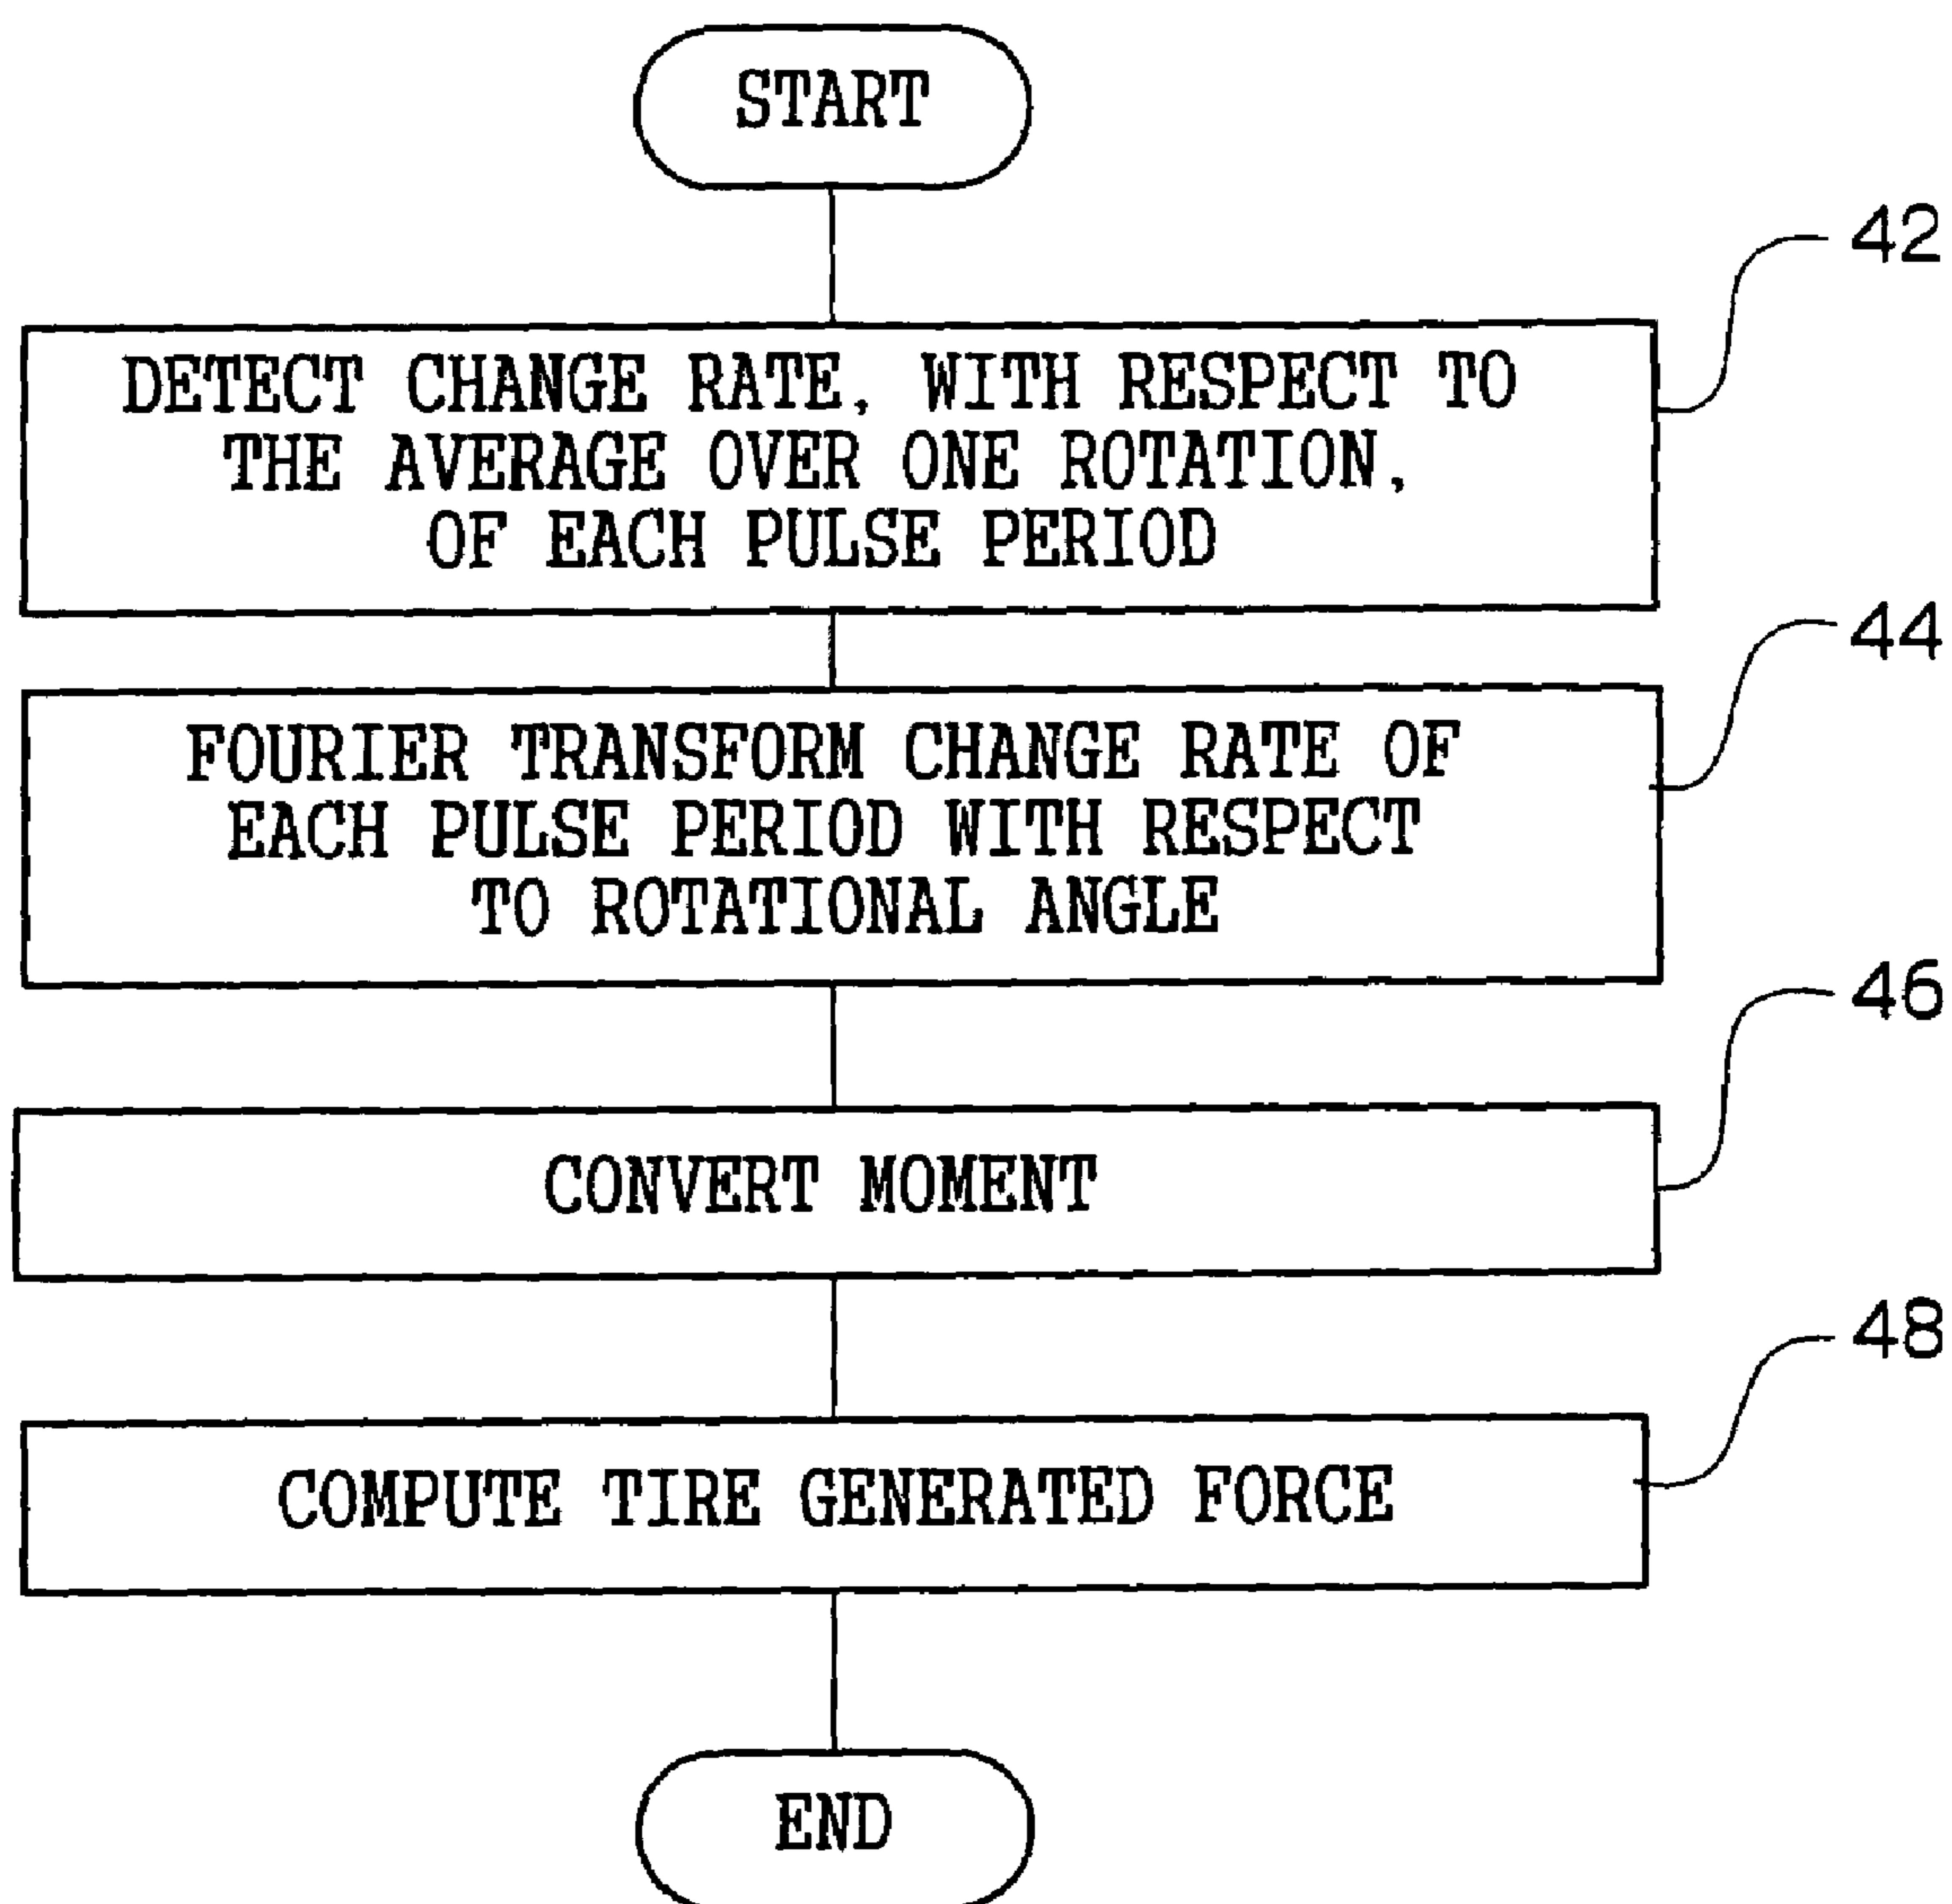 START
42
DETECT CHANGE RATE, WITH RESPECT TO
THE AVERAGE OVER ONE ROTATION,
OF EACH PULSE PERIOD
44
FOURIER TRANSFORM CHANGE RATE OF
EACH PULSE PERIOD WITH RESPECT
TO ROTATIONAL ANGLE
46
CONVERT MOMENT
48
COMPUTE TIRE GENERATED FORCE
END